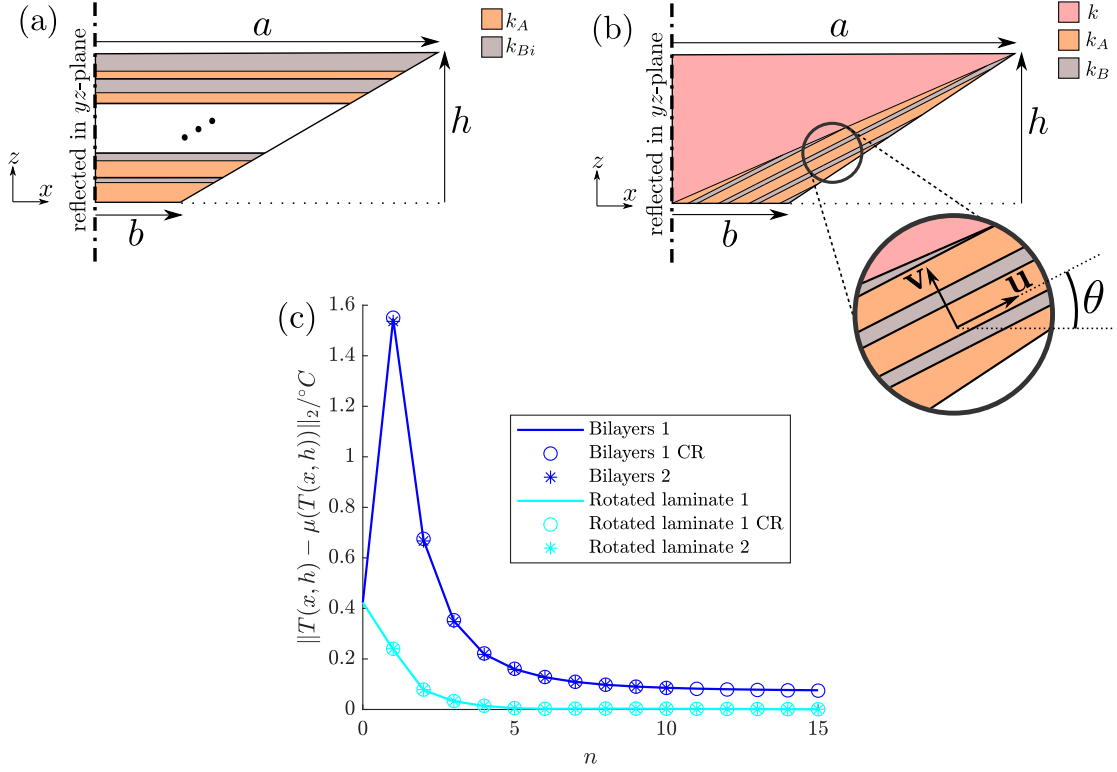 (a)
k_A
k_{Bi}
a
reflected in yz-plane
h
z
x
b
(b)
k
k_A
k_B
a
reflected in yz-plane
h
z
x
b
v
u
θ
(c)
||T(x, h) − μ(T(x, h))||_2/°C
1.6
1.4
1.2
1
0.8
0.6
0.4
0.2
0
Bilayers 1
Bilayers 1 CR
Bilayers 2
Rotated laminate 1
Rotated laminate 1 CR
Rotated laminate 2
0 5 10 15
n